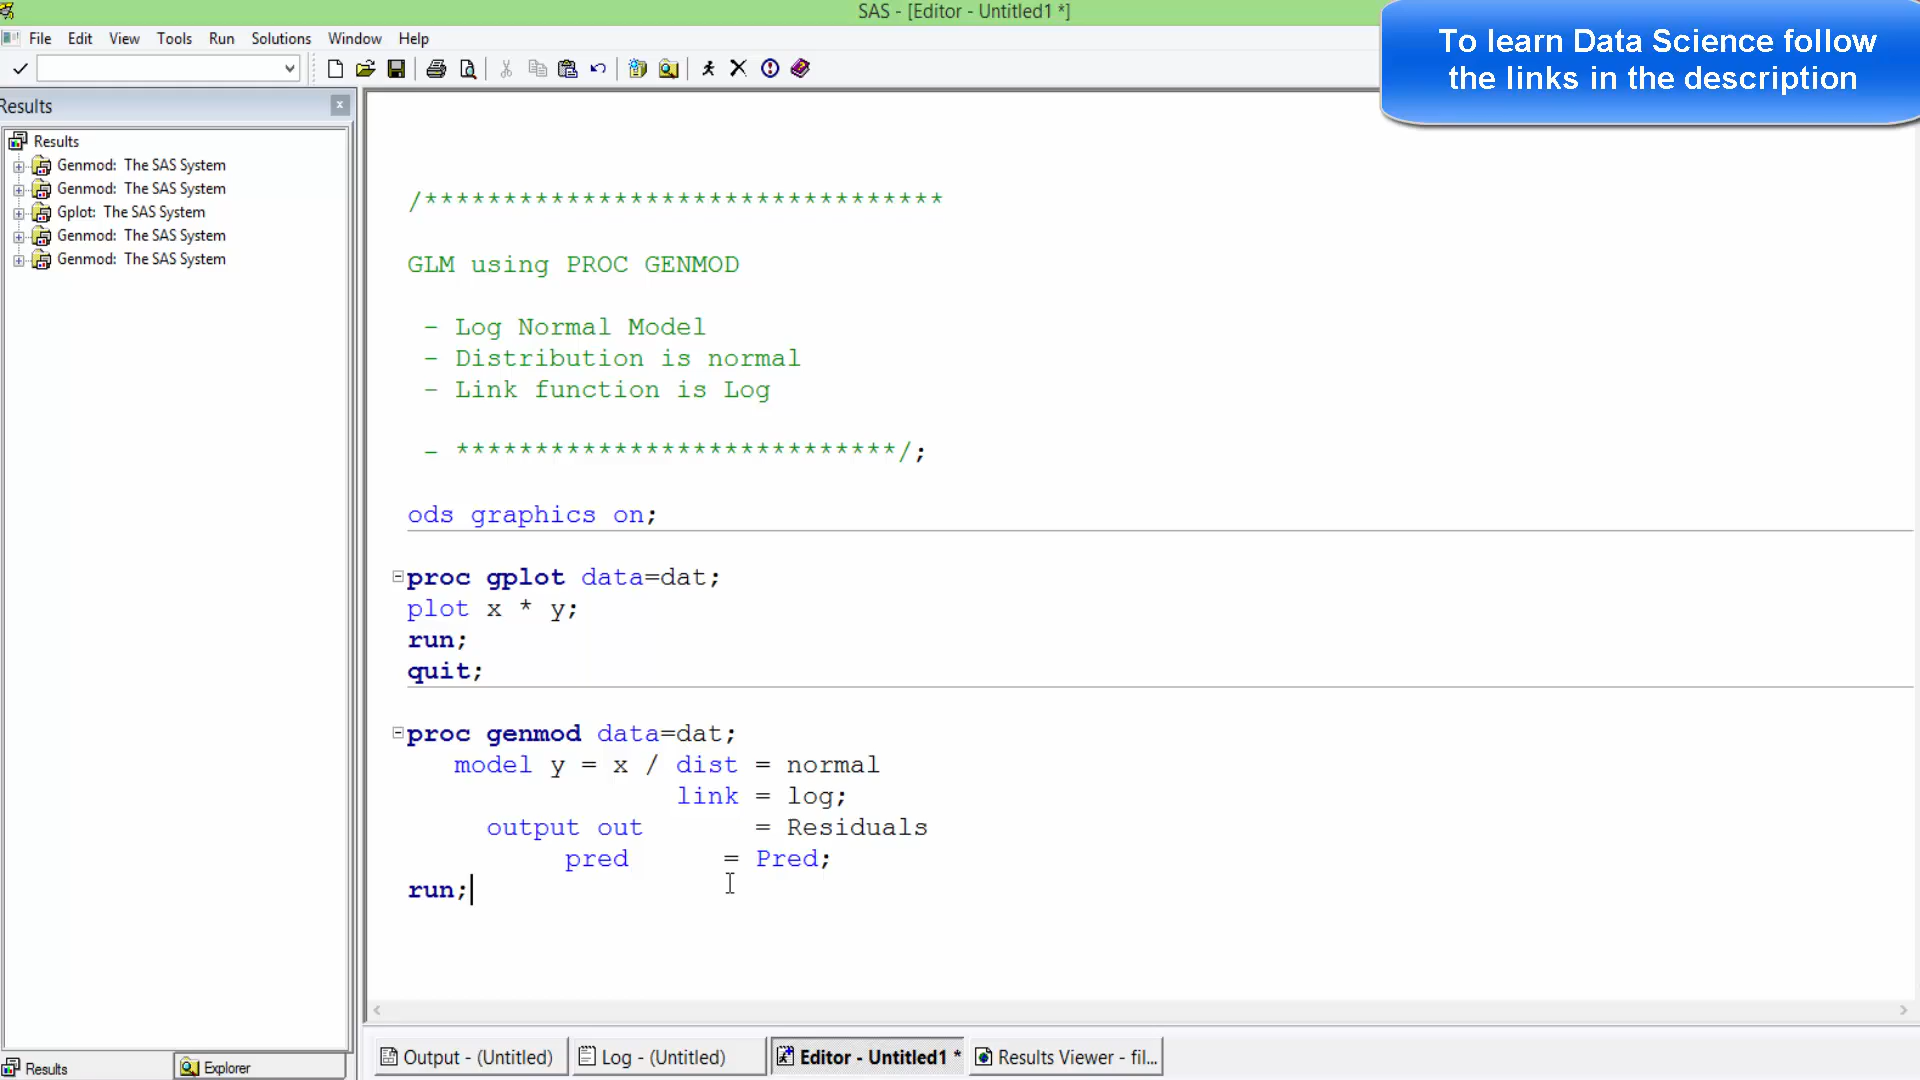 SAS - [Editor - Untitled1 *]
To learn Data Science follow
the links in the description
File Edit View Tools Run Solutions Window Help
Results
Results
Genmod: The SAS System
Genmod: The SAS System
Gplot: The SAS System
Genmod: The SAS System
Genmod: The SAS System
/*********************************
GLM using PROC GENMOD
- Log Normal Model
- Distribution is normal
- Link function is Log
- ****************************/;
ods graphics on;
proc gplot data=dat;
plot x * y;
run;
quit;
proc genmod data=dat;
model y = x / dist = normal
link = log;
output out = Residuals
pred = Pred;
run;
Results
Explorer
Output - (Untitled)
Log - (Untitled)
Editor - Untitled1 *
Results Viewer - fil...